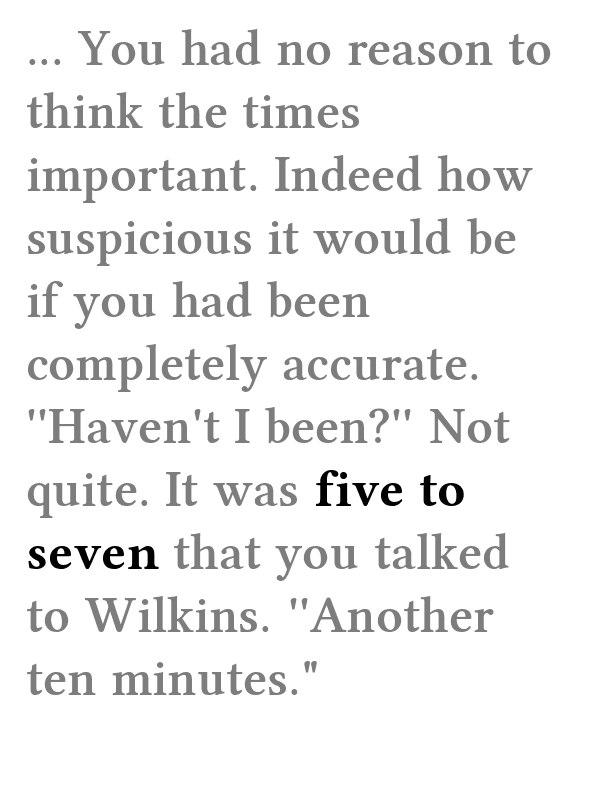 ... You had no reason to
think the times
important. Indeed how
suspicious it would be
if you had been
completely accurate.
''Haven't I been?'' Not
quite. It was five to
seven that you talked
to Wilkins. ''Another
ten minutes."